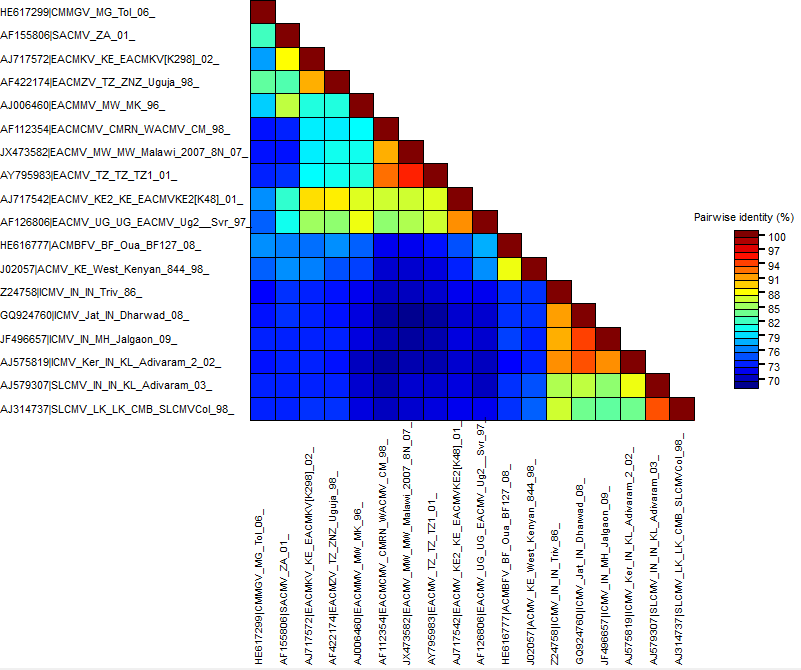 HE617299|CMMGV_MG_Tol_06_
AF155806|SACMV_ZA_01_
AJ717572|EACMKV_KE_EACMKV[K298]_02_
AF422174|EACMZV_TZ_ZNZ_Uguja_98_
AJ006460|EACMMV_MW_MK_96_
AF112354|EACMCMV_CMRN_WACMV_CM_98_
JX473582|EACMV_MW_MW_Malawi_2007_8N_07_
AY795983|EACMV_TZ_TZ_TZ1_01_
AJ717542|EACMV_KE2_KE_EACMVKE2[K48]_01_
AF126806|EACMV_UG_UG_EACMV_Ug2__Svr_97_
HE616777|ACMBFV_BF_Oua_BF127_08_
J02057|ACMV_KE_West_Kenyan_844_98_
Z24758|ICMV_IN_IN_Triv_86_
GQ924760|ICMV_Jat_IN_Dharwad_08_
JF496657|ICMV_IN_MH_Jalgaon_09_
AJ575819|ICMV_Ker_IN_KL_Adivaram_2_02_
AJ579307|SLCMV_IN_IN_KL_Adivaram_03_
AJ314737|SLCMV_LK_LK_CMB_SLCMVCol_98_
Pairwise identity (%)
100
97
94
91
88
85
82
79
76
73
70
HE617299|CMMGV_MG_Tol_06_
AF155806|SACMV_ZA_01_
AJ717572|EACMKV_KE_EACMKV[K298]_02_
AF422174|EACMZV_TZ_ZNZ_Uguja_98_
AJ006460|EACMMV_MW_MK_96_
AF112354|EACMCMV_CMRN_WACMV_CM_98_
JX473582|EACMV_MW_MW_Malawi_2007_8N_07_
AY795983|EACMV_TZ_TZ_TZ1_01_
AJ717542|EACMV_KE2_KE_EACMVKE2[K48]_01_
AF126806|EACMV_UG_UG_EACMV_Ug2__Svr_97_
HE616777|ACMBFV_BF_Oua_BF127_08_
J02057|ACMV_KE_West_Kenyan_844_98_
Z24758|ICMV_IN_IN_Triv_86_
GQ924760|ICMV_Jat_IN_Dharwad_08_
JF496657|ICMV_IN_MH_Jalgaon_09_
AJ575819|ICMV_Ker_IN_KL_Adivaram_2_02_
AJ579307|SLCMV_IN_IN_KL_Adivaram_03_
AJ314737|SLCMV_LK_LK_CMB_SLCMVCol_98_